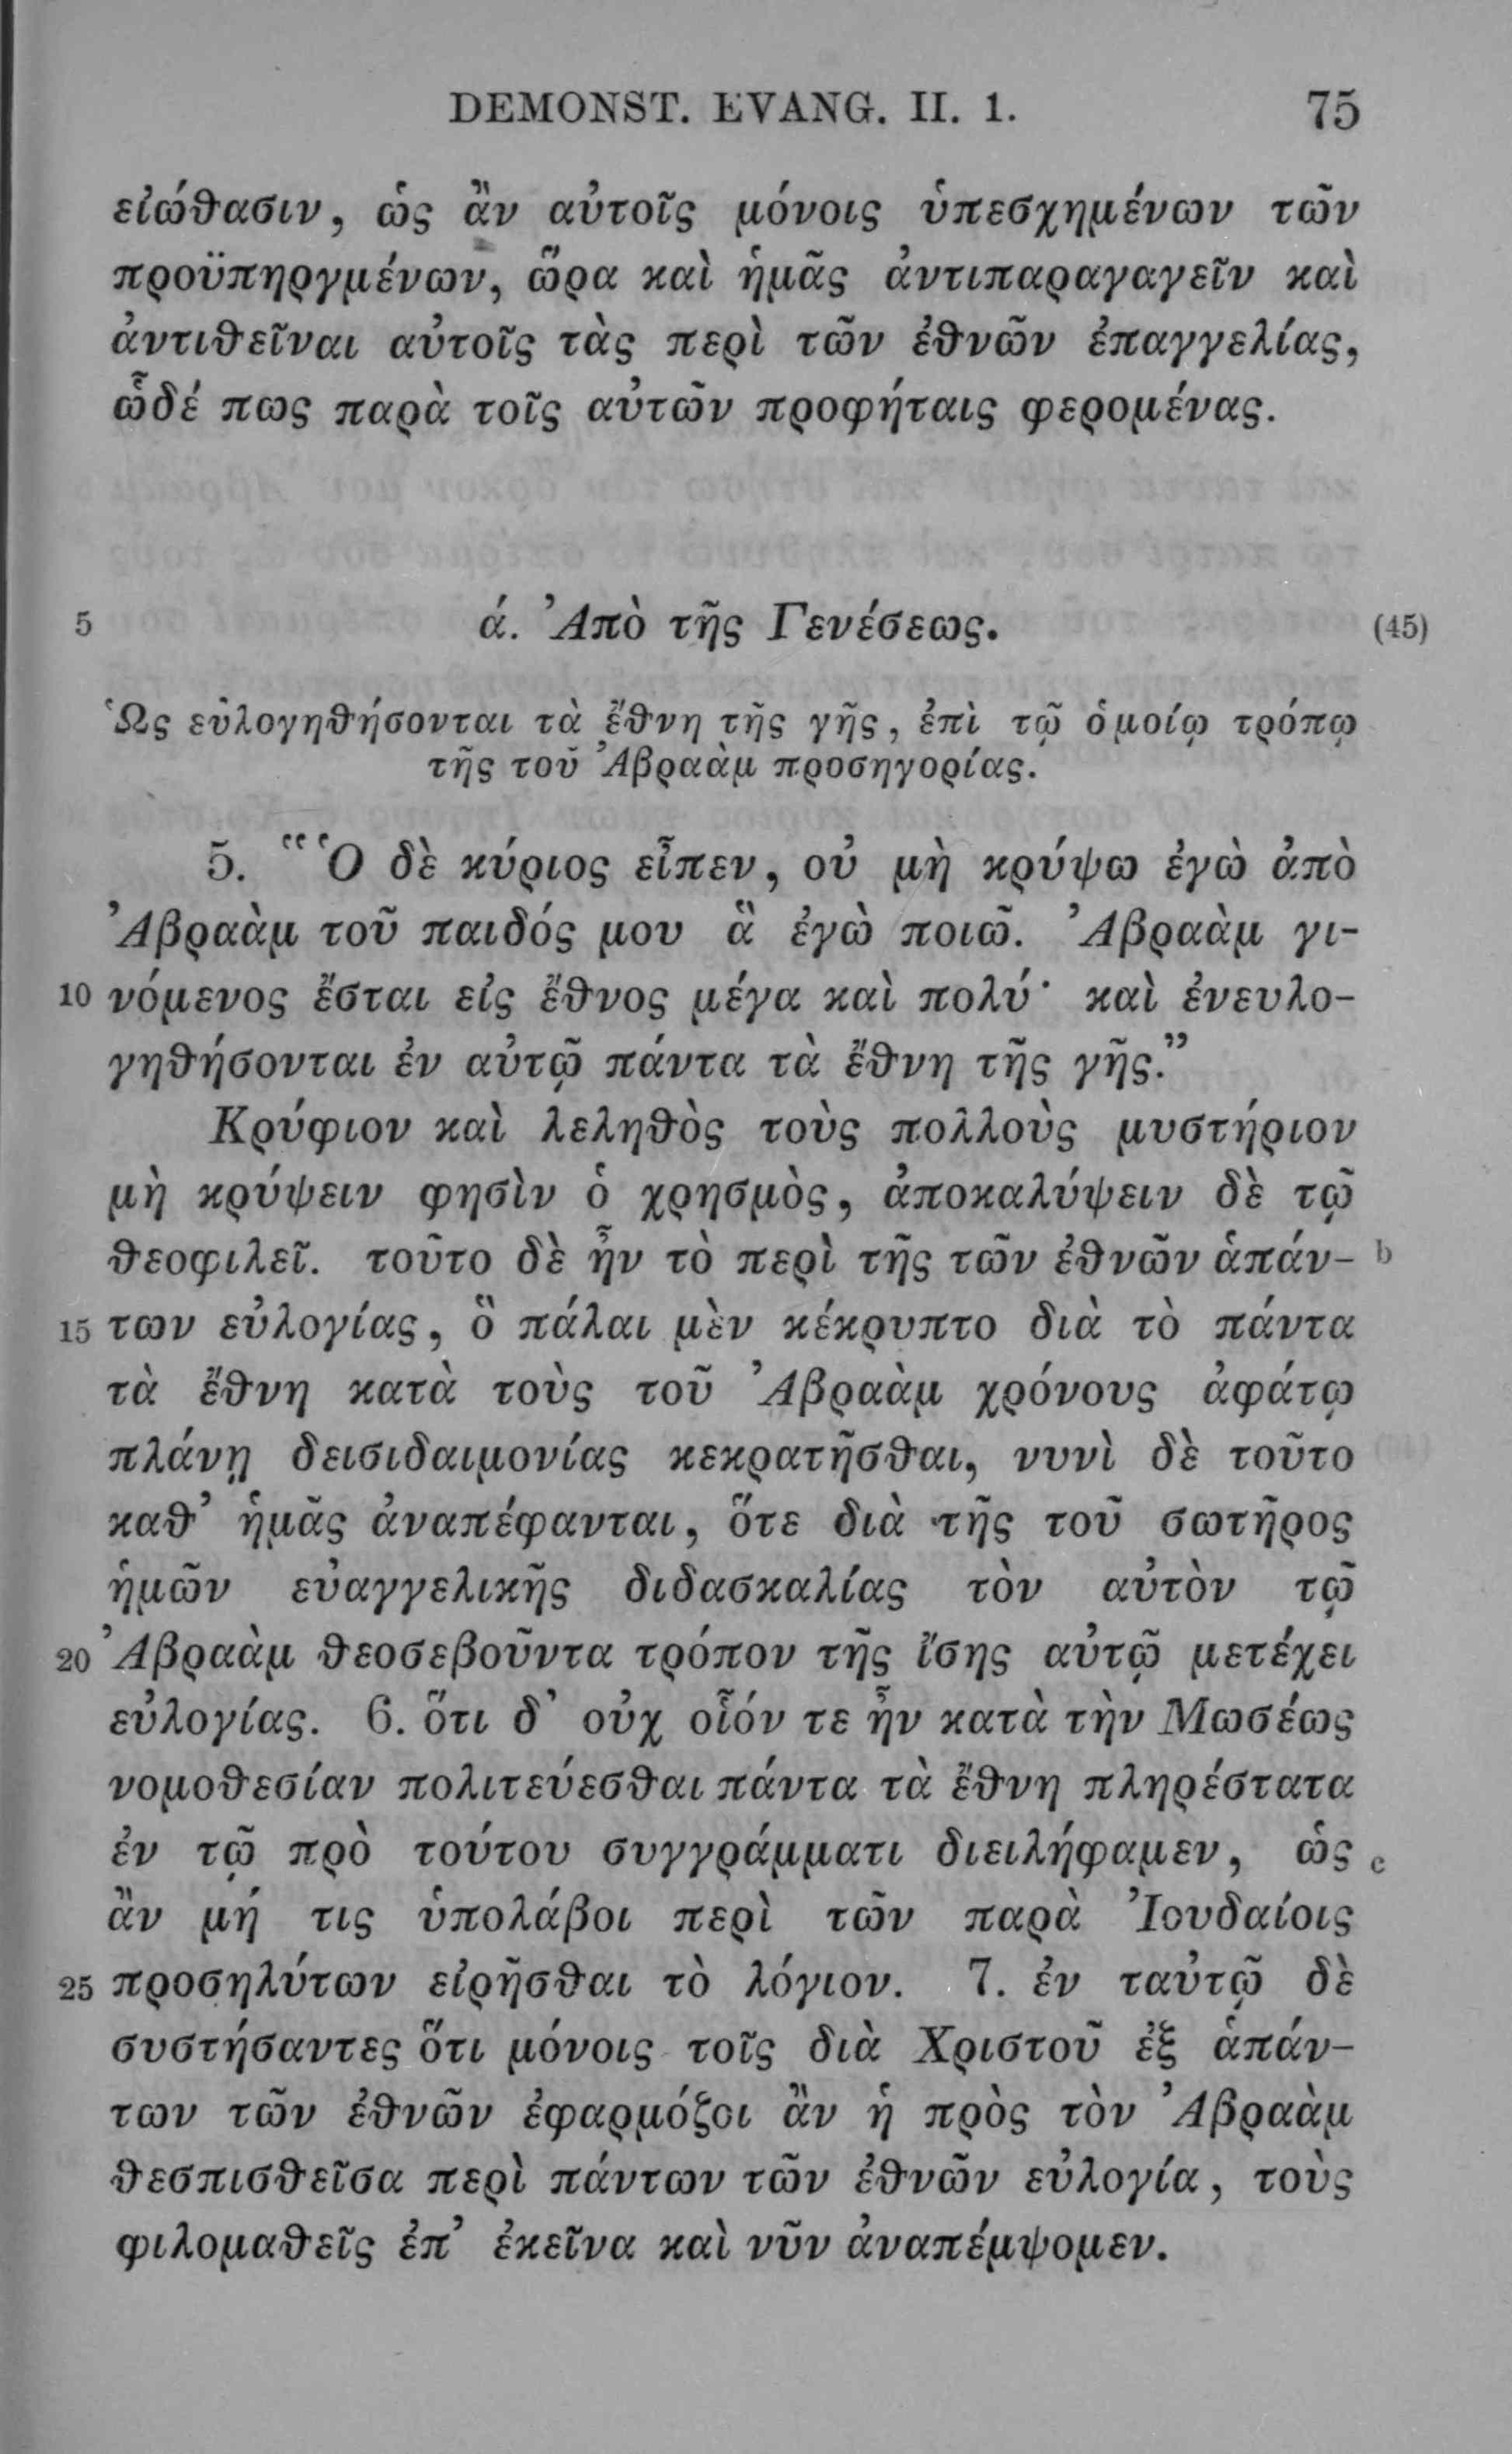 DEMONST. EVANG. II. 1. 75
εἰώθασιν, ὡς ἂν αὐτοῖς μόνοις ὑπεσχημένων τῶν
προϋπηργμένων, ὥρα καὶ ἡμᾶς ἀντιπαραγαγεῖν καὶ
ἀντιθεῖναι αὐτοῖς τὰς περὶ τῶν ἐθνῶν ἐπαγγελίας,
ὧδέ πως παρὰ τοῖς αὐτῶν προφήταις φερομένας.
5 ά. Ἀπὸ τῆς Γενέσεως. (45)
Ὡς εὐλογηθήσονται τὰ ἔθνη τῆς γῆς, ἐπὶ τῷ ὁμοίῳ τρόπῳ
τῆς τοῦ Ἀβραὰμ προσηγορίας.
5. “Ὁ δὲ κύριος εἶπεν, οὐ μὴ κρύψω ἐγὼ ἀπὸ
Ἀβραὰμ τοῦ παιδός μου ἃ ἐγὼ ποιῶ. Ἀβραὰμ γι-
10 νόμενος ἔσται εἰς ἔθνος μέγα καὶ πολύ· καὶ ἐνευλο-
γηθήσονται ἐν αὐτῷ πάντα τὰ ἔθνη τῆς γῆς.”
Κρύφιον καὶ λεληθὸς τοὺς πολλοὺς μυστήριον
μὴ κρύψειν φησὶν ὁ χρησμὸς, ἀποκαλύψειν δὲ τῷ
θεοφιλεῖ. τοῦτο δὲ ἦν τὸ περὶ τῆς τῶν ἐθνῶν ἁπάν- b
15 των εὐλογίας, ὃ πάλαι μὲν κέκρυπτο διὰ τὸ πάντα
τὰ ἔθνη κατὰ τοὺς τοῦ Ἀβραὰμ χρόνους ἀφάτῳ
πλάνῃ δεισιδαιμονίας κεκρατῆσθαι, νυνὶ δὲ τοῦτο
καθ’ ἡμᾶς ἀναπέφανται, ὅτε διὰ τῆς τοῦ σωτῆρος
ἡμῶν εὐαγγελικῆς διδασκαλίας τὸν αὐτὸν τῷ
20 Ἀβραὰμ θεοσεβοῦντα τρόπον τῆς ἴσης αὐτῷ μετέχει
εὐλογίας. 6. ὅτι δ’ οὐχ οἷόν τε ἦν κατὰ τὴν Μωσέως
νομοθεσίαν πολιτεύεσθαι πάντα τὰ ἔθνη πληρέστατα
ἐν τῷ πρὸ τούτου συγγράμματι διειλήφαμεν, ὡς c
ἂν μή τις ὑπολάβοι περὶ τῶν παρὰ Ἰουδαίοις
25 προσηλύτων εἰρῆσθαι τὸ λόγιον. 7. ἐν ταὐτῷ δὲ
συστήσαντες ὅτι μόνοις τοῖς διὰ Χριστοῦ ἐξ ἁπάν-
των τῶν ἐθνῶν ἐφαρμόζοι ἂν ἡ πρὸς τὸν Ἀβραὰμ
θεσπισθεῖσα περὶ πάντων τῶν ἐθνῶν εὐλογία, τοὺς
φιλομαθεῖς ἐπ’ ἐκεῖνα καὶ νῦν ἀναπέμψομεν.